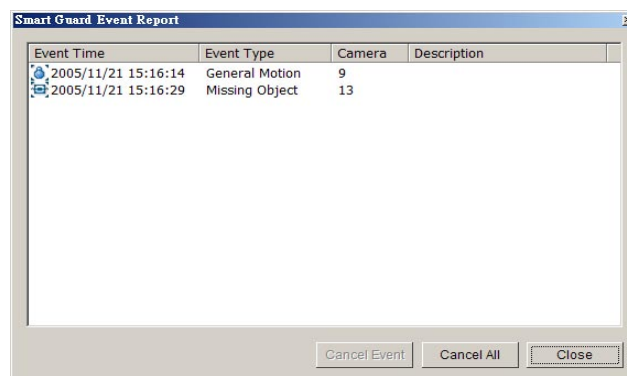 Smart Guard Event Report
Event Time Event Type Camera Description
2005/11/21 15:16:14 General Motion 9
2005/11/21 15:16:29 Missing Object 13
Cancel Event Cancel All Close